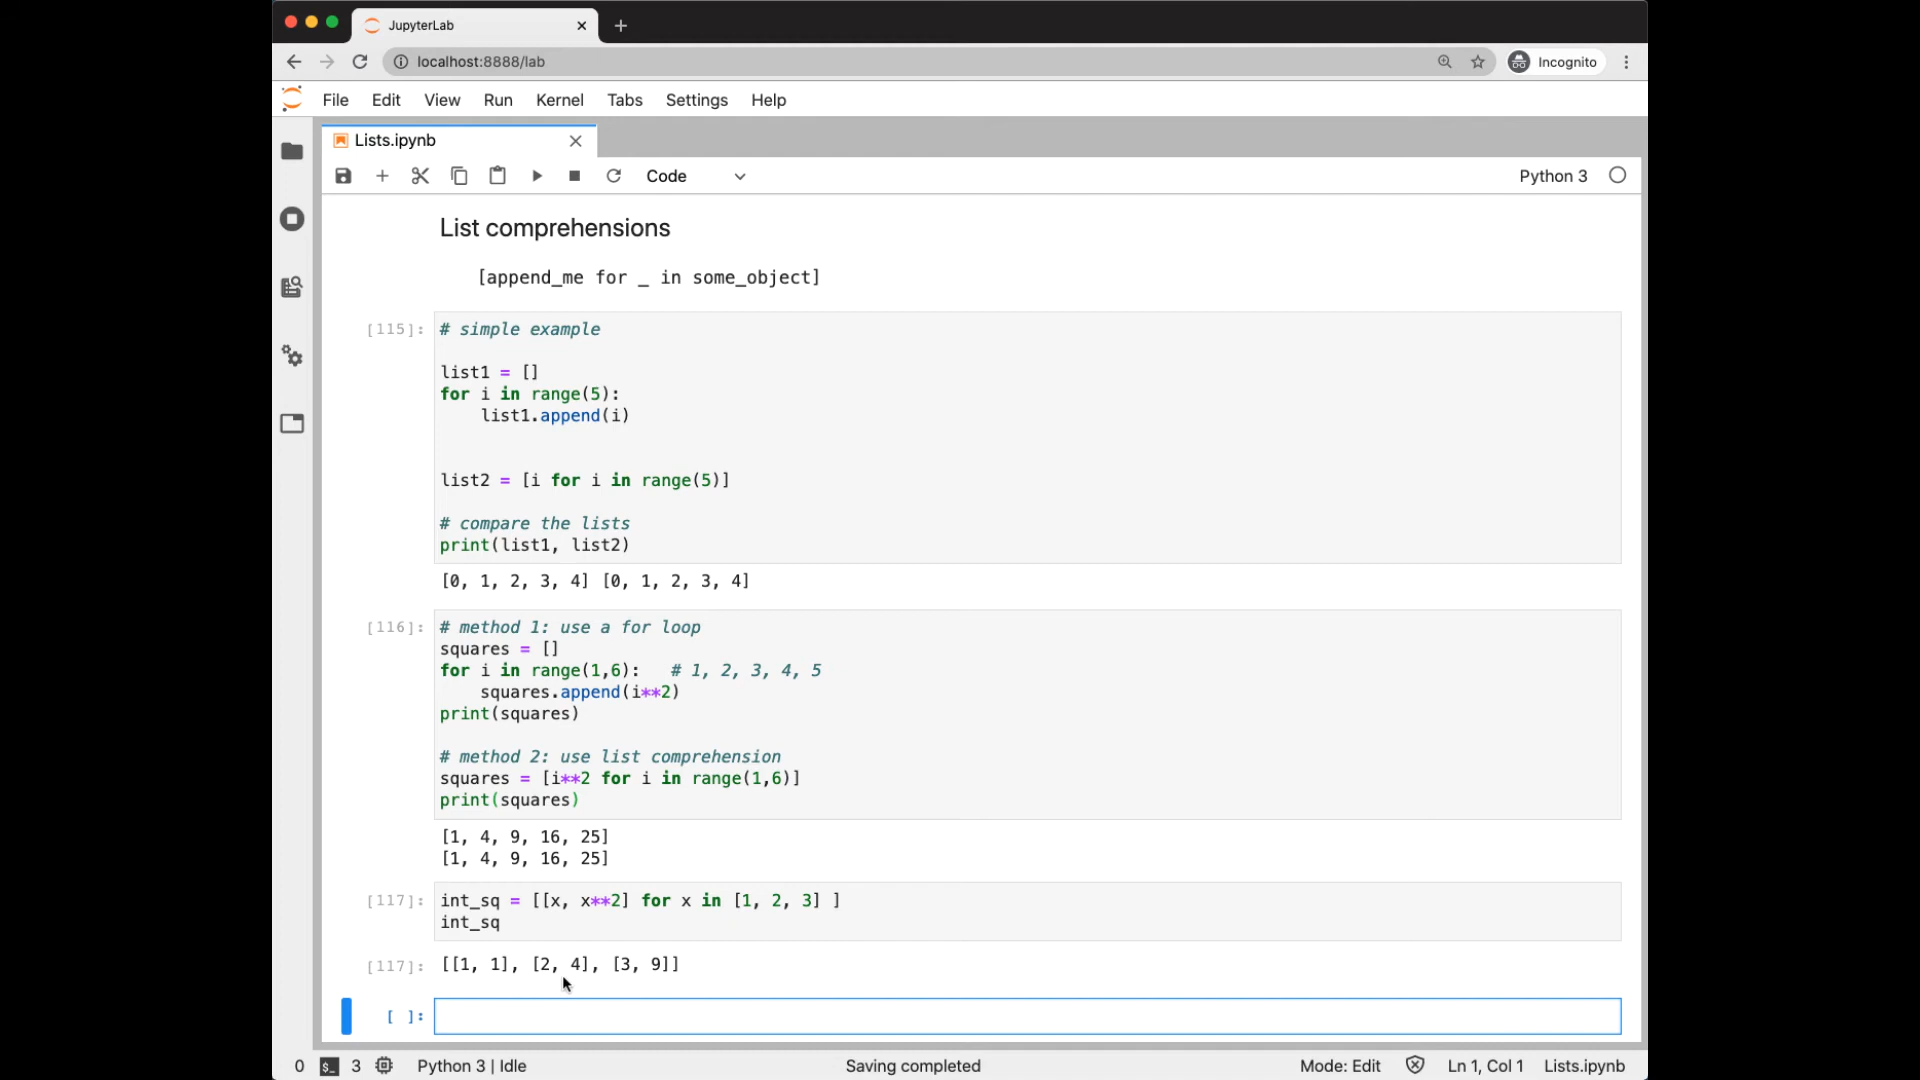 JupyterLab
localhost:8888/lab
Incognito
File Edit View Run Kernel Tabs Settings Help
Lists.ipynb
Code
Python 3
List comprehensions
[append_me for _ in some_object]
[115]:
# simple example
list1 = []
for i in range(5):
    list1.append(i)
list2 = [i for i in range(5)]
# compare the lists
print(list1, list2)
[0, 1, 2, 3, 4] [0, 1, 2, 3, 4]
[116]:
# method 1: use a for loop
squares = []
for i in range(1,6):   # 1, 2, 3, 4, 5
    squares.append(i**2)
print(squares)
# method 2: use list comprehension
squares = [i**2 for i in range(1,6)]
print(squares)
[1, 4, 9, 16, 25]
[1, 4, 9, 16, 25]
[117]:
int_sq = [[x, x**2] for x in [1, 2, 3] ]
int_sq
[117]:
[[1, 1], [2, 4], [3, 9]]
[ ]:
0 $_ 3 Python 3 | Idle Saving completed Mode: Edit Ln 1, Col 1 Lists.ipynb